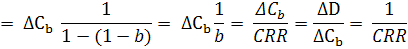 = ΔC_b 1/(1−(1−b)) = ΔC_b 1/b = ΔC_b/CRR = ΔD/ΔC_b = 1/CRR